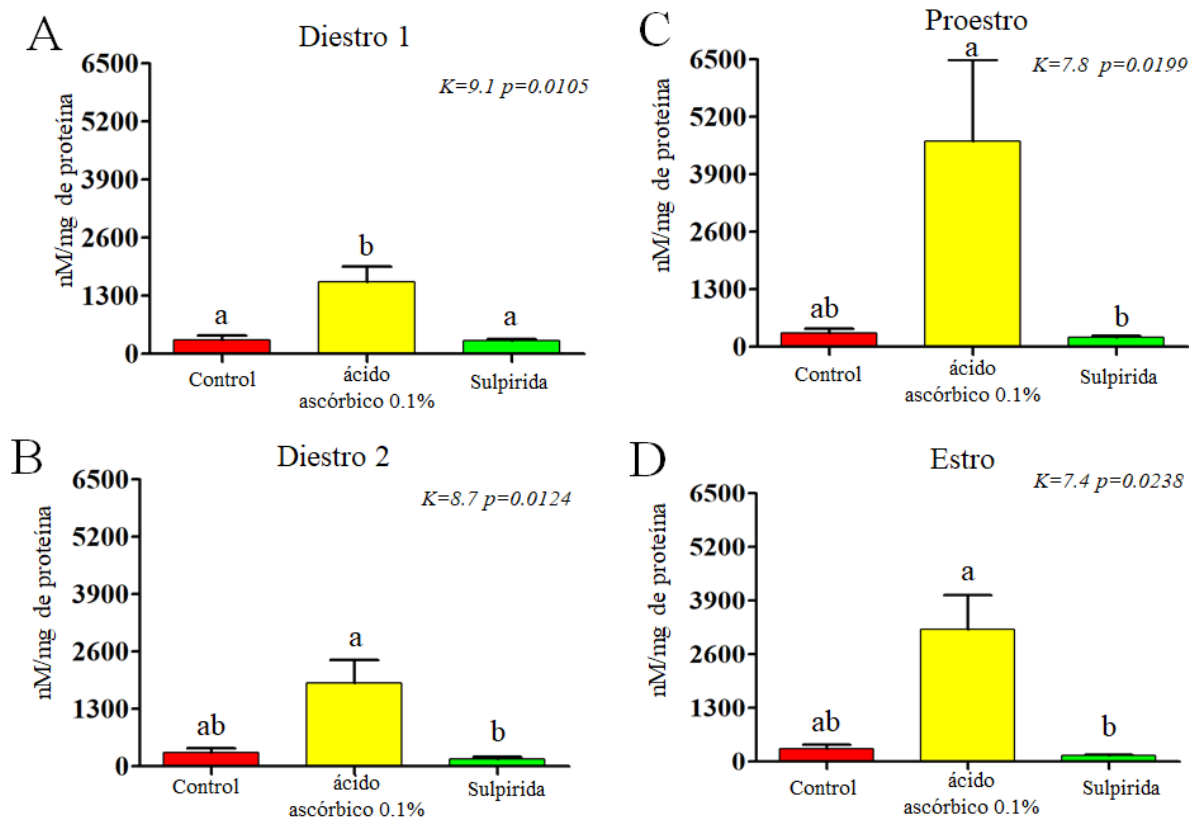 A
Diestro 1
K=9.1 p=0.0105
nM/mg de proteína
6500
5200
3900
2600
1300
0
a
b
a
Control
ácido
ascórbico 0.1%
Sulpirida
C
Proestro
K=7.8 p=0.0199
nM/mg de proteína
6500
5200
3900
2600
1300
0
ab
a
b
Control
ácido
ascórbico 0.1%
Sulpirida
B
Diestro 2
K=8.7 p=0.0124
nM/mg de proteína
6500
5200
3900
2600
1300
0
ab
a
b
Control
ácido
ascórbico 0.1%
Sulpirida
D
Estro
K=7.4 p=0.0238
nM/mg de proteína
6500
5200
3900
2600
1300
0
ab
a
b
Control
ácido
ascórbico 0.1%
Sulpirida